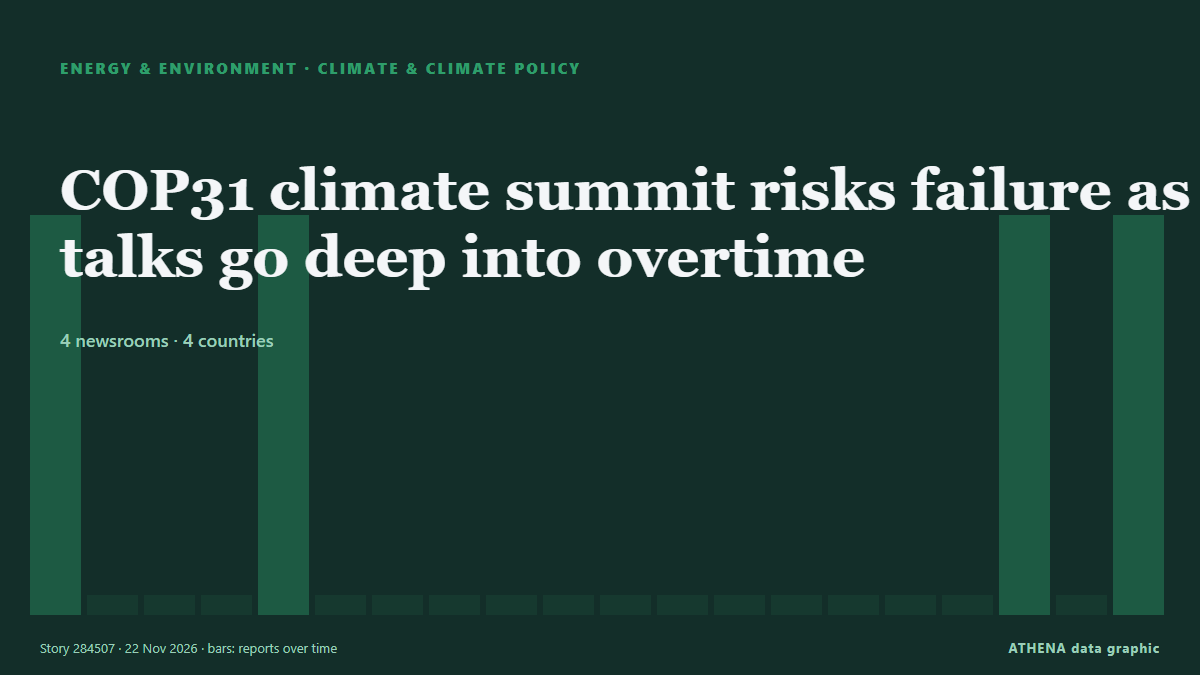 ENERGY & ENVIRONMENT · CLIMATE & CLIMATE POLICY
COP31 climate summit risks failure as
talks go deep into overtime
4 newsrooms · 4 countries
Story 284507 · 22 Nov 2026 · bars: reports over time
ATHENA data graphic